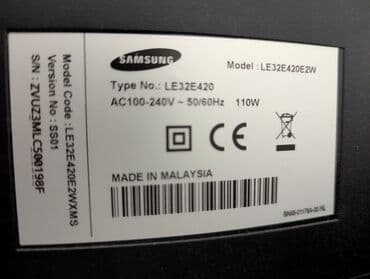 SAMSUNG
Model : LE32E420E2W
Type No.: LE32E420
AC100-240V ~ 50/60Hz 110W
CE
MADE IN MALAYSIA
Model Code : LE32E420E2WXMS
Version No : SS01
S/N : ZVUZ3MLC500198F